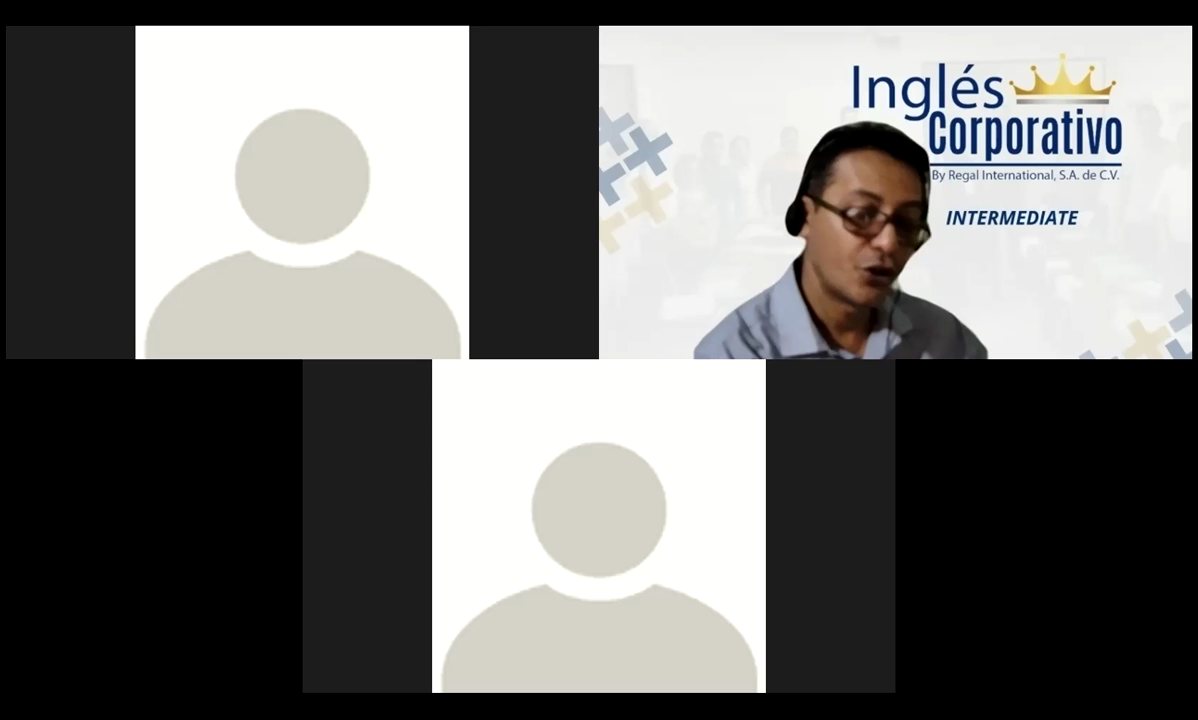 Inglés
Corporativo
By Regal International, S.A. de C.V.
INTERMEDIATE